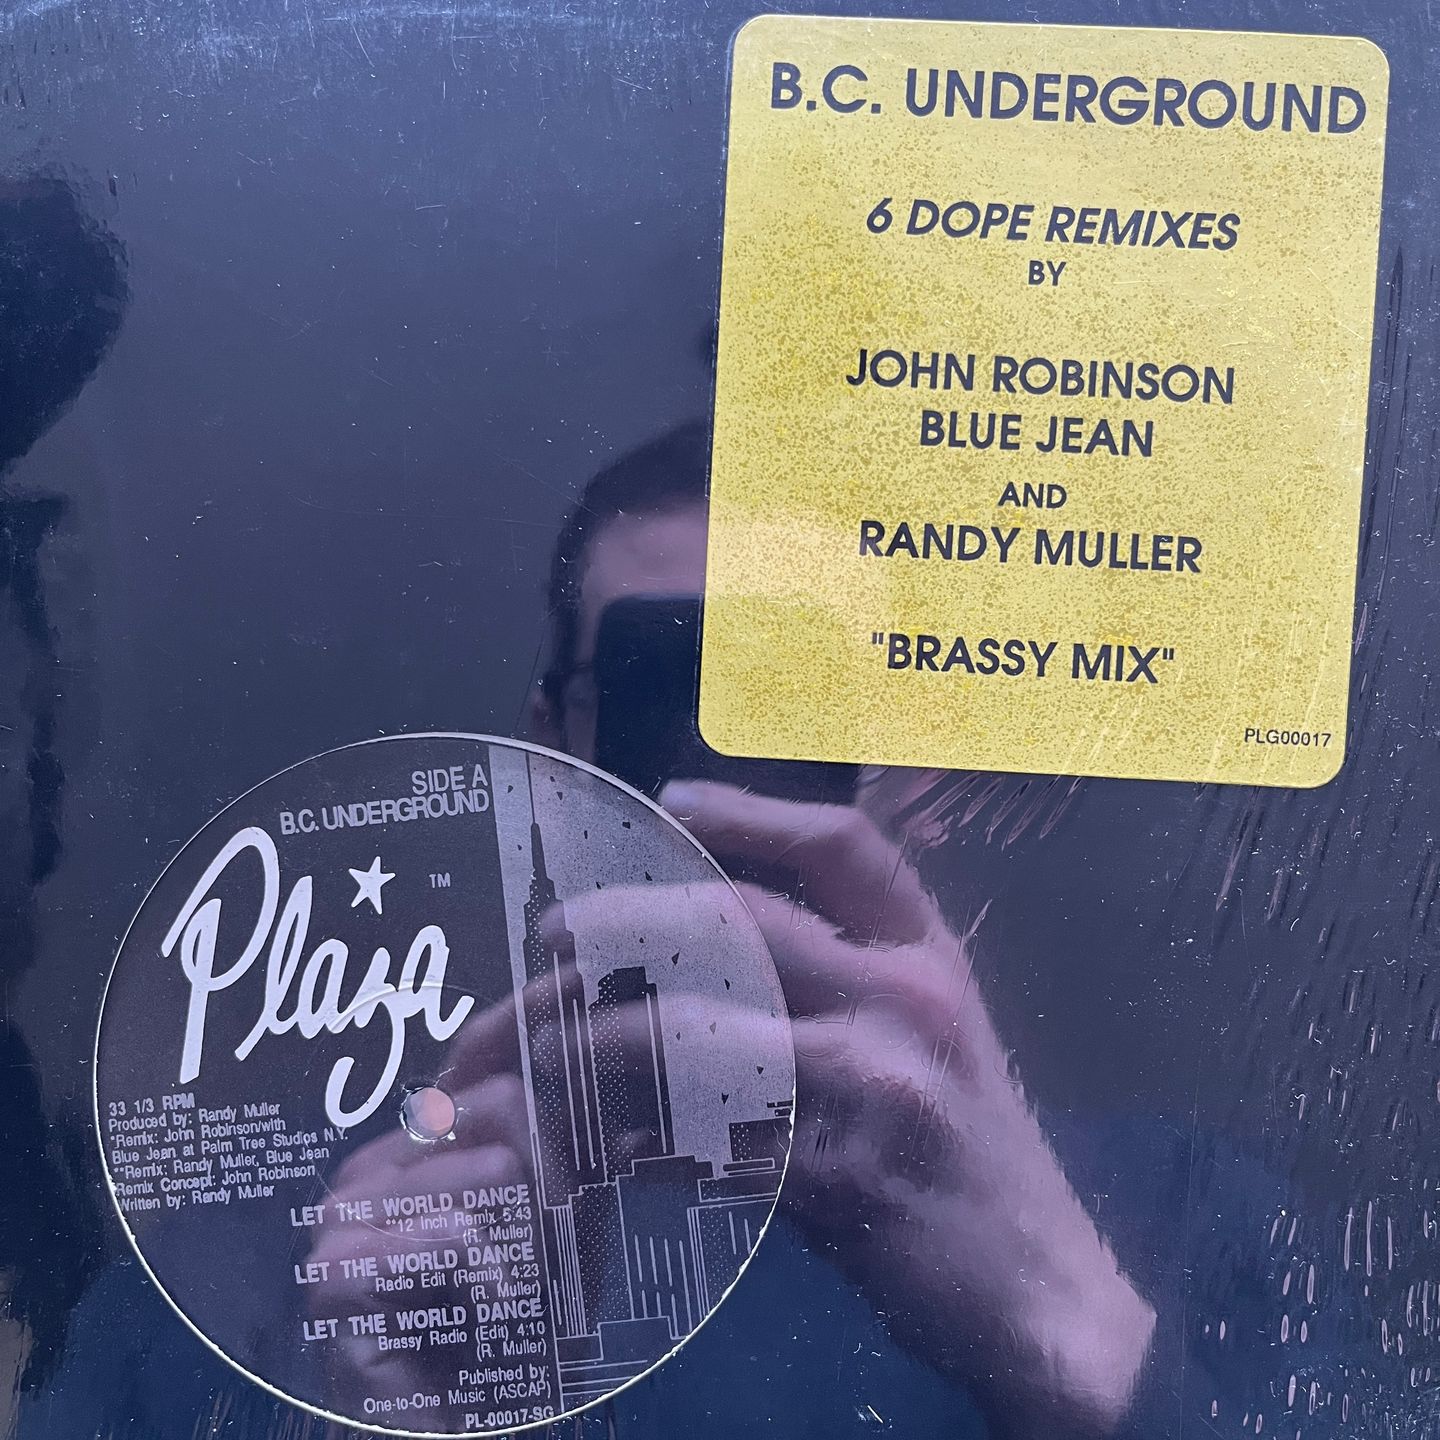 B.C. UNDERGROUND
6 DOPE REMIXES
BY
JOHN ROBINSON
BLUE JEAN
AND
RANDY MULLER
"BRASSY MIX"
PLG00017
SIDE A
B.C. UNDERGROUND
Plaza
TM
33 1/3 RPM
Produced by: Randy Muller
*Remix: John Robinson/with
Blue Jean at Palm Tree Studios N.Y.
**Remix: Randy Muller, Blue Jean
Remix Concept: John Robinson
Written by: Randy Muller
LET THE WORLD DANCE
**12 Inch Remix 5:43
(R. Muller)
LET THE WORLD DANCE
Radio Edit (Remix) 4:23
(R. Muller)
LET THE WORLD DANCE
Brassy Radio (Edit) 4:10
(R. Muller)
Published by:
One-to-One Music (ASCAP)
PL-00017-SG